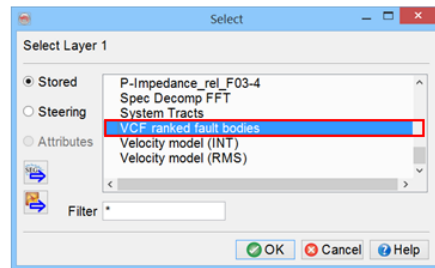 Select
Select Layer 1
Stored
Steering
Attributes
P-Impedance_rel_F03-4
Spec Decomp FFT
System Tracts
VCF ranked fault bodies
Velocity model (INT)
Velocity model (RMS)
Filter *
OK Cancel Help